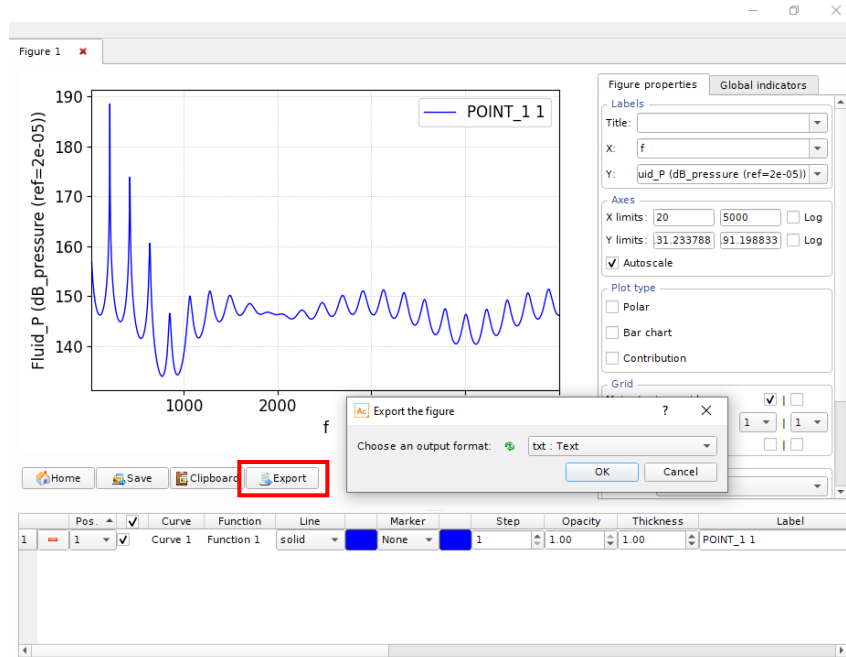 Figure 1
Figure properties
Global indicators
Labels
Title:
X: f
Y: uid_P (dB_pressure (ref=2e-05))
Axes
X limits: 20 5000 Log
Y limits: .31.233788 91.198833 Log
Autoscale
Plot type
Polar
Bar chart
Contribution
Grid
1 | 1
190
180
170
160
150
140
Fluid_P (dB_pressure (ref=2e-05))
POINT_1 1
1000 2000
f
Export the figure ? X
Choose an output format: txt : Text
OK Cancel
Home Save Clipboard Export
Pos. Curve Function Line Marker Step Opacity Thickness Label
1 1 Curve 1 Function 1 solid None 1 1.00 1.00 POINT_1 1